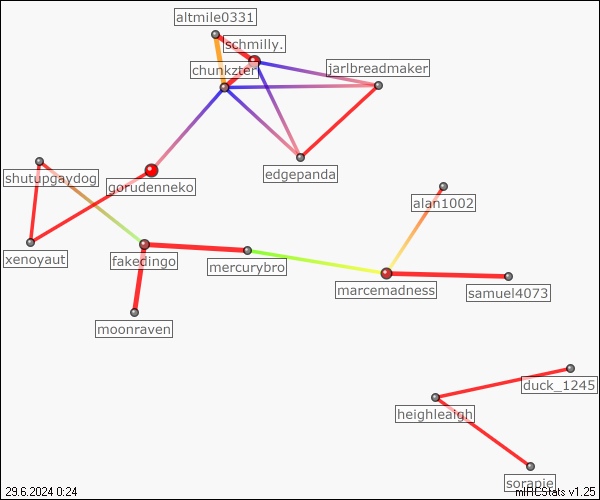 altmile0331
schmilly.
chunkzter
jarlbreadmaker
edgepanda
shutupgaydog
gorudenneko
alan1002
xenoyaut
fakedingo
mercurybro
marcemadness
samuel4073
moonraven
duck_1245
heighleaigh
sorapie
29.6.2024 0:24
mIRCStats v1.25